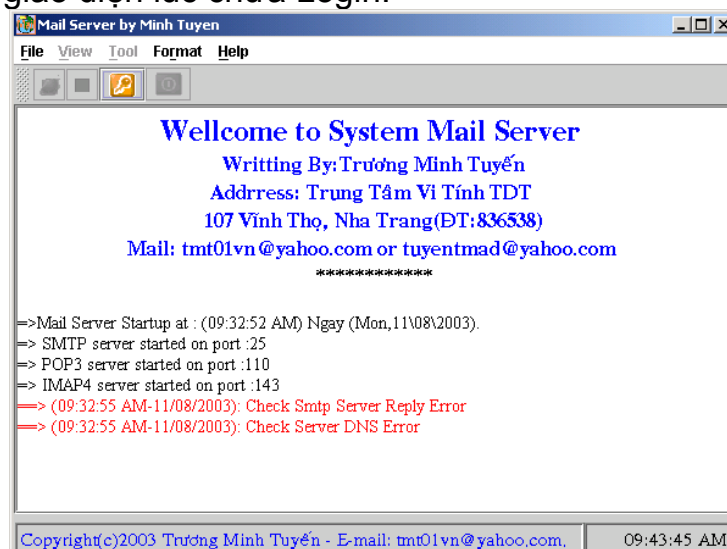 giao diện lúc chưa Login:
Mail Server by Minh Tuyen
File View Tool Format Help
Wellcome to System Mail Server
Writting By:Trương Minh Tuyến
Addrress: Trung Tâm Vi Tính TDT
107 Vĩnh Thọ, Nha Trang(ĐT:836538)
Mail: tmt01vn@yahoo.com or tuyentmad@yahoo.com
************
=>Mail Server Startup at : (09:32:52 AM) Ngay (Mon,11\08\2003).
=> SMTP server started on port :25
=> POP3 server started on port :110
=> IMAP4 server started on port :143
==> (09:32:55 AM-11/08/2003): Check Smtp Server Reply Error
==> (09:32:55 AM-11/08/2003): Check Server DNS Error
Copyright(c)2003 Trương Minh Tuyến - E-mail: tmt01vn@yahoo.com, 09:43:45 AM